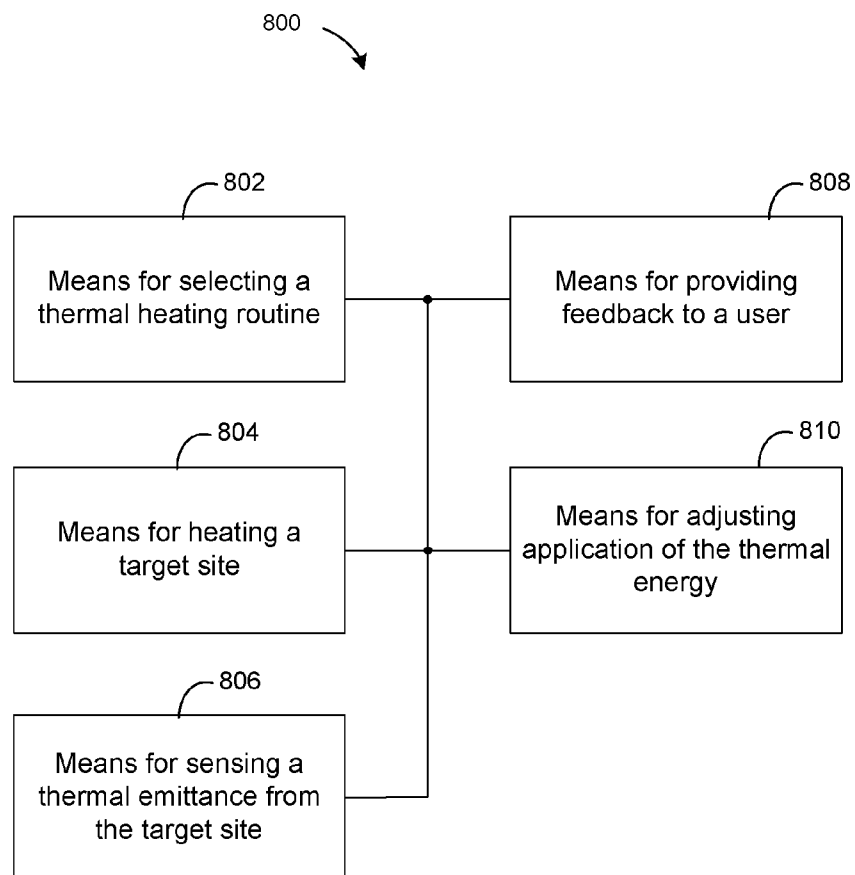 800
802
Means for selecting a
thermal heating routine
804
Means for heating a
target site
806
Means for sensing a
thermal emittance from
the target site
808
Means for providing
feedback to a user
810
Means for adjusting
application of the thermal
energy